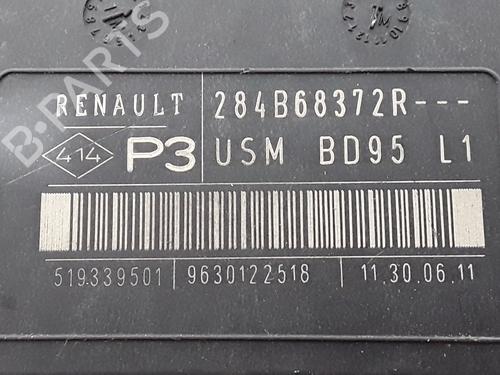 RENAULT 284B68372R---
414 P3 USM BD95 L1
519339501 9630122518 11.30.06.11
B-PARTS